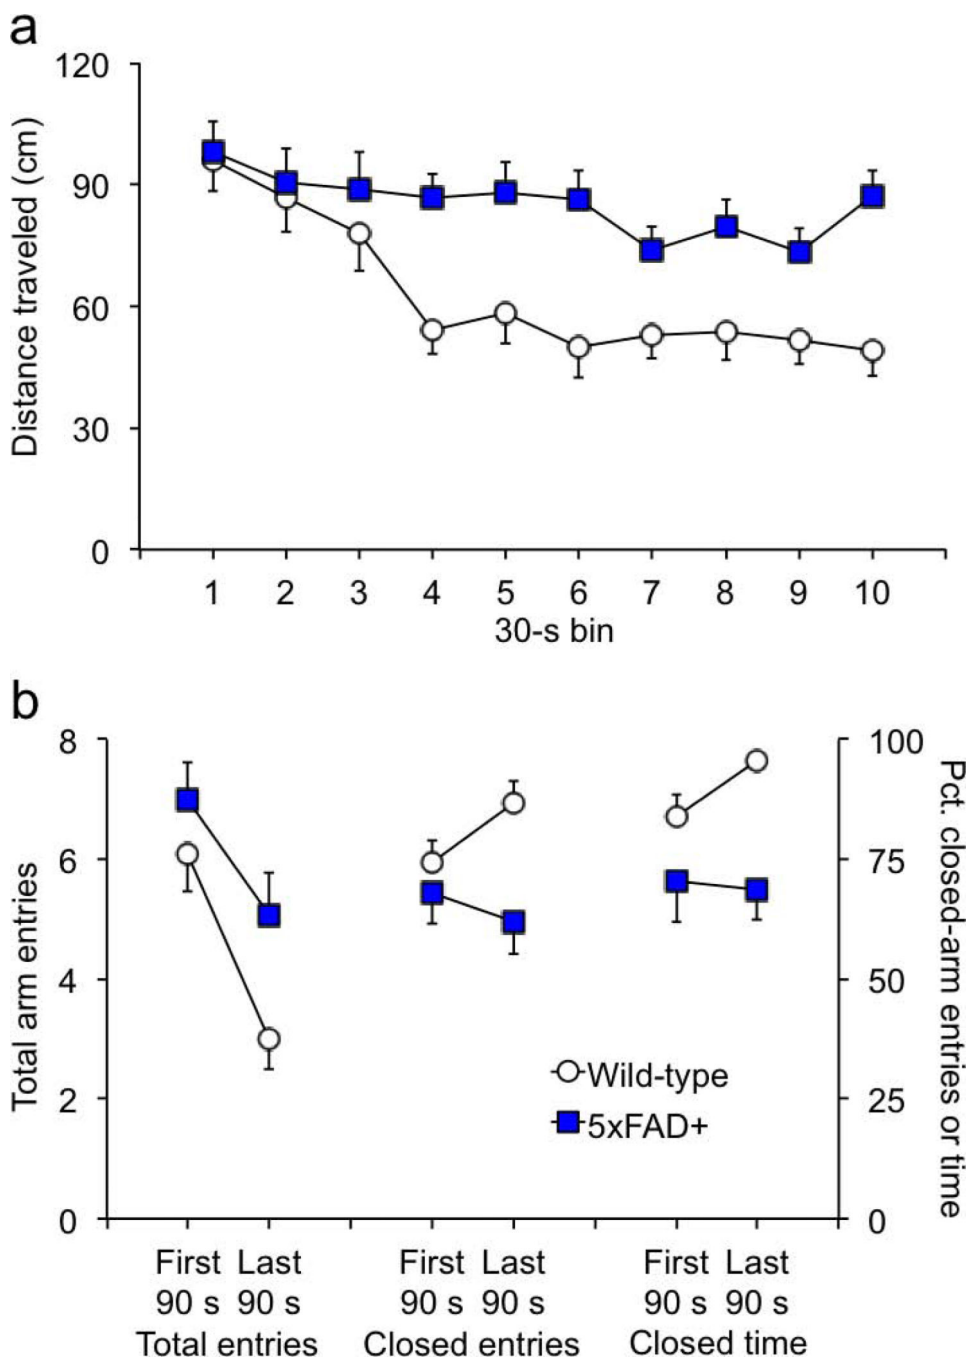 a
120
90
60
30
0
Distance traveled (cm)
1 2 3 4 5 6 7 8 9 10
30-s bin
b
8
6
4
2
0
Total arm entries
100
75
50
25
0
Pct. closed-arm entries or time
Wild-type
5xFAD+
First Last First Last First Last
90 s 90 s 90 s 90 s 90 s 90 s
Total entries Closed entries Closed time